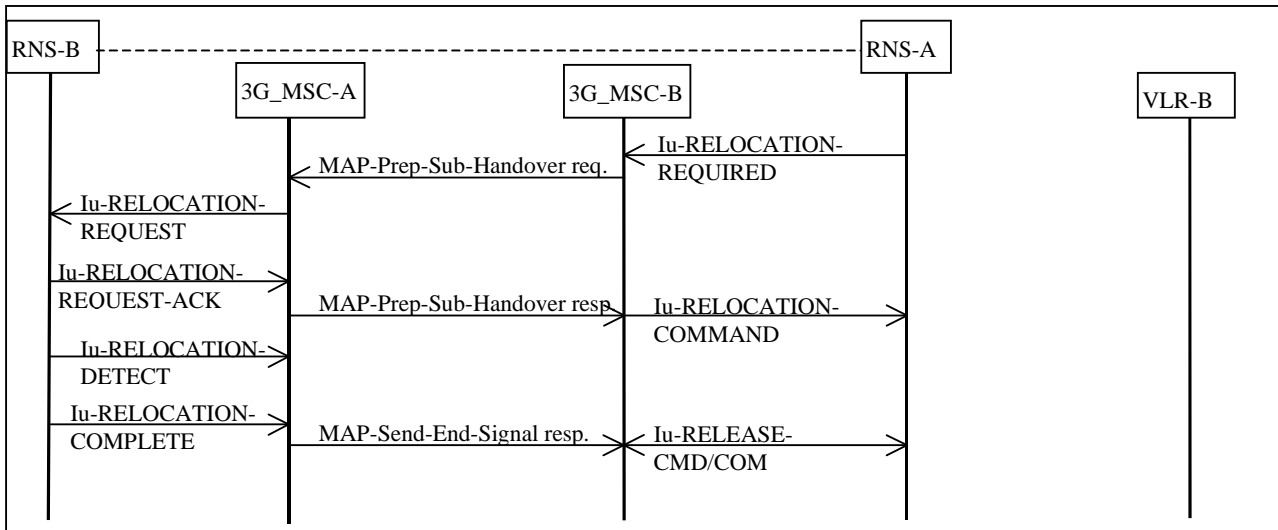 RNS-B
RNS-A
3G_MSC-A
3G_MSC-B
VLR-B
Iu-RELOCATION-
REQUIRED
MAP-Prep-Sub-Handover req.
Iu-RELOCATION-
REQUEST
Iu-RELOCATION-
REQUEST-ACK
MAP-Prep-Sub-Handover resp.
Iu-RELOCATION-
COMMAND
Iu-RELOCATION-
DETECT
Iu-RELOCATION-
COMPLETE
MAP-Send-End-Signal resp.
Iu-RELEASE-
CMD/COM